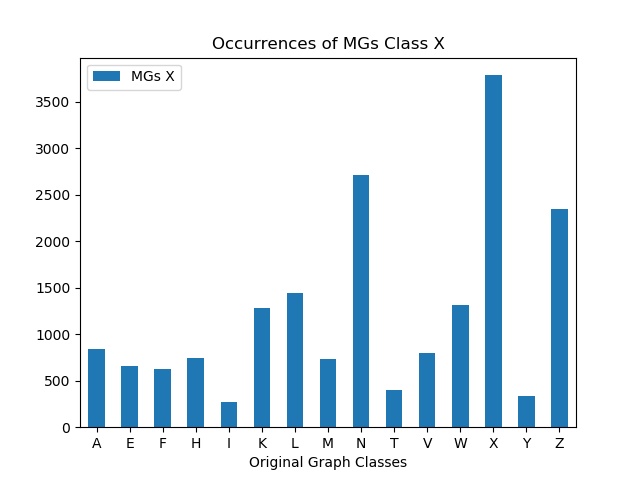 Occurrences of MGs Class X
MGs X
3500
3000
2500
2000
1500
1000
500
0
A E F H I K L M N T V W X Y Z
Original Graph Classes